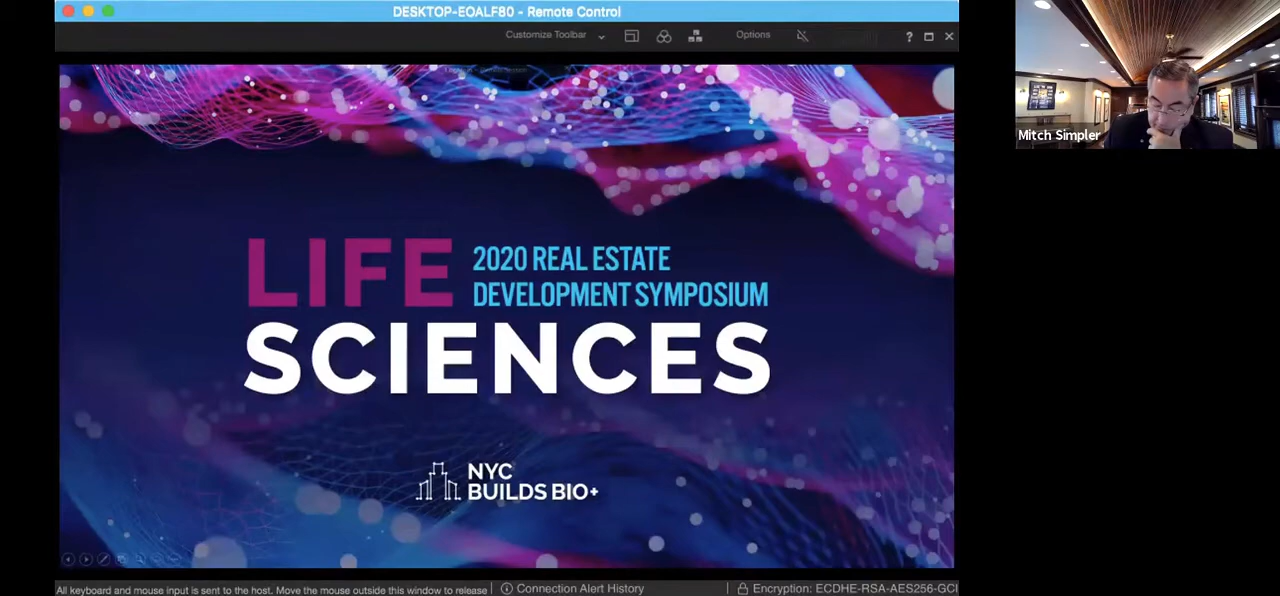 DESKTOP-EOALF80 - Remote Control
Customize Toolbar
Options
?
Mitch Simpler
LIFE
2020 REAL ESTATE
DEVELOPMENT SYMPOSIUM
SCIENCES
NYC
BUILDS BIO+
All keyboard and mouse input is sent to the host. Move the mouse outside this window to release
Connection Alert History
Encryption: ECDHE-RSA-AES256-GC